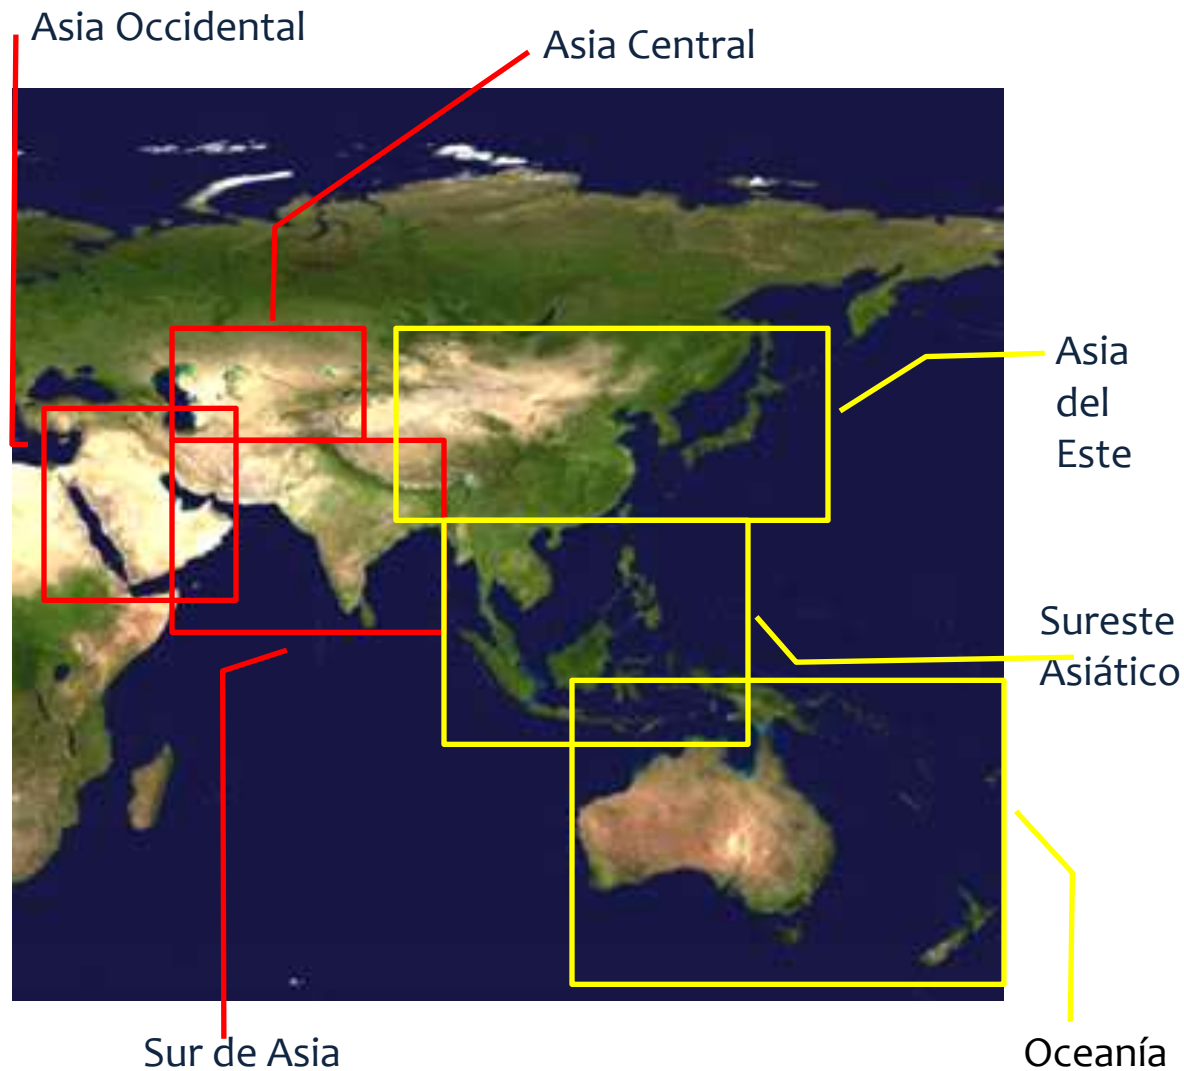 Asia Occidental
Asia Central
Asia
del
Este
Sureste
Asiático
Sur de Asia
Oceanía